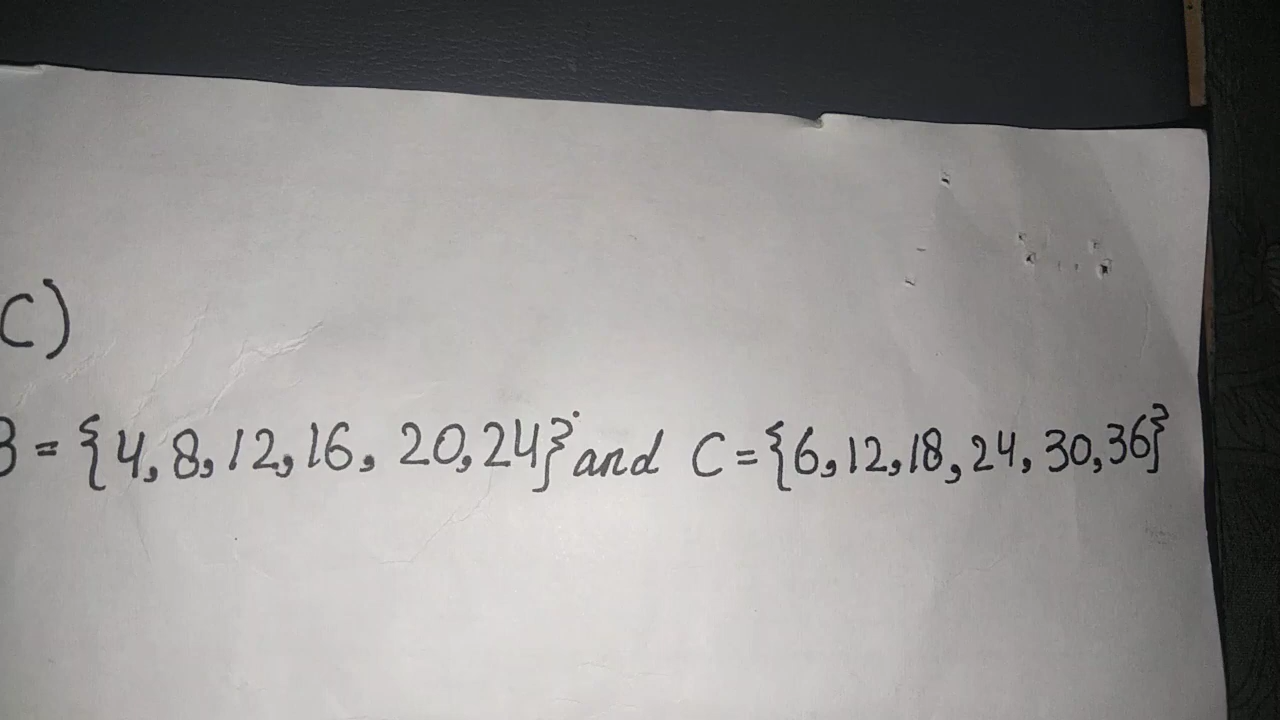 C)
B = {4, 8, 12, 16, 20, 24} and C = {6, 12, 18, 24, 30, 36}